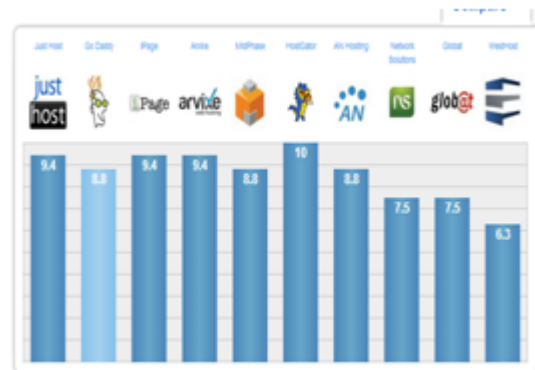 Compare
Just Host Go Daddy iPage Arvixe MidPhase HostGator AN Hosting Network Solutions Global WestHost
just host iPage arvixe AN ns glob@t
9.4 8.8 9.4 9.4 8.8 10 8.8 7.5 7.5 6.3